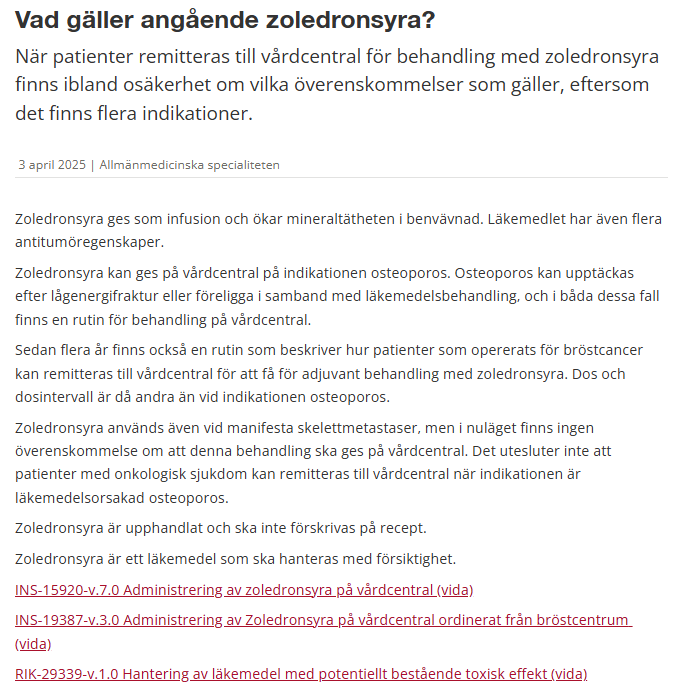 Vad gäller angående zoledronsyra?
När patienter remitteras till vårdcentral för behandling med zoledronsyra
finns ibland osäkerhet om vilka överenskommelser som gäller, eftersom
det finns flera indikationer.
3 april 2025 | Allmänmedicinska specialiteten
Zoledronsyra ges som infusion och ökar mineraltätheten i benvävnad. Läkemedlet har även flera
antitumöregenskaper.
Zoledronsyra kan ges på vårdcentral på indikationen osteoporos. Osteoporos kan upptäckas
efter lågenergifraktur eller föreligga i samband med läkemedelsbehandling, och i båda dessa fall
finns en rutin för behandling på vårdcentral.
Sedan flera år finns också en rutin som beskriver hur patienter som opererats för bröstcancer
kan remitteras till vårdcentral för att få för adjuvant behandling med zoledronsyra. Dos och
dosintervall är då andra än vid indikationen osteoporos.
Zoledronsyra används även vid manifesta skelettmetastaser, men i nuläget finns ingen
överenskommelse om att denna behandling ska ges på vårdcentral. Det utesluter inte att
patienter med onkologisk sjukdom kan remitteras till vårdcentral när indikationen är
läkemedelsorsakad osteoporos.
Zoledronsyra är upphandlat och ska inte förskrivas på recept.
Zoledronsyra är ett läkemedel som ska hanteras med försiktighet.
INS-15920-v.7.0 Administrering av zoledronsyra på vårdcentral (vida)
INS-19387-v.3.0 Administrering av Zoledronsyra på vårdcentral ordinerat från bröstcentrum
(vida)
RIK-29339-v.1.0 Hantering av läkemedel med potentiellt bestående toxisk effekt (vida)